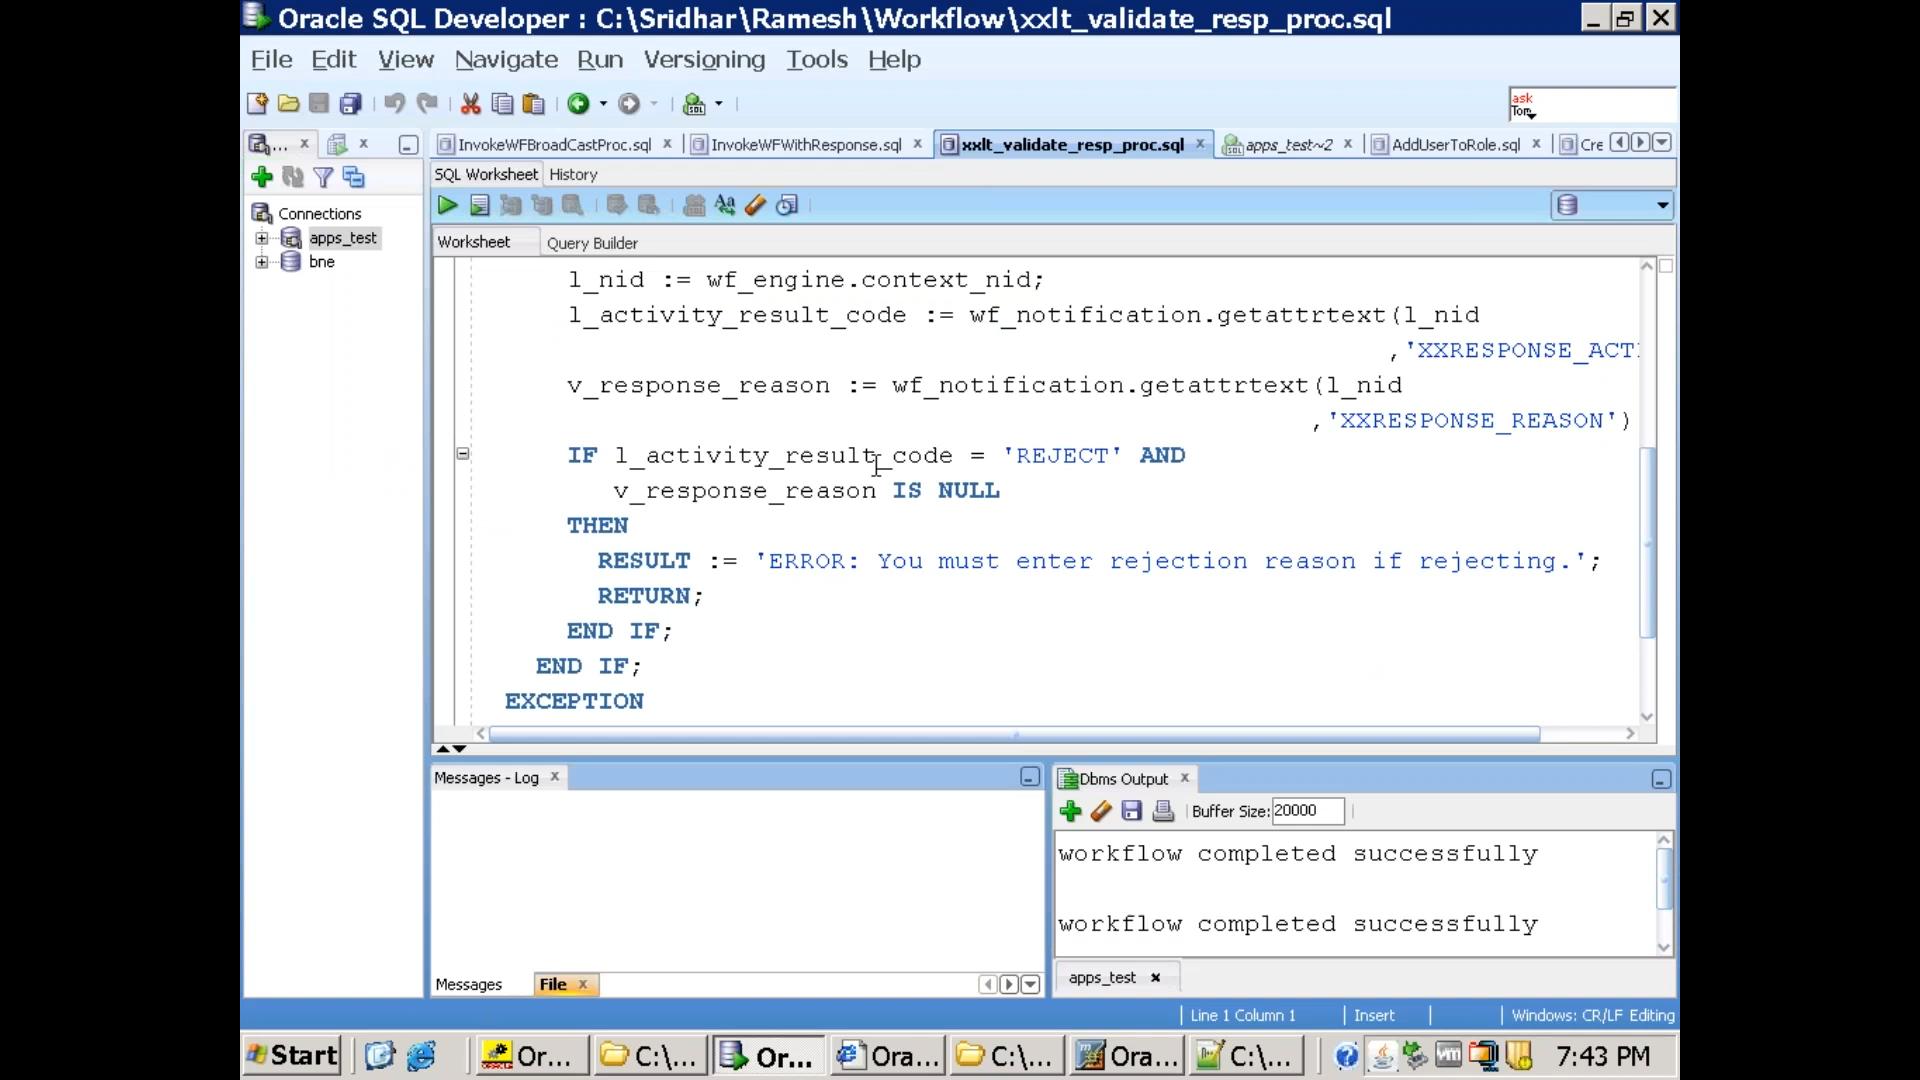 Oracle SQL Developer : C:\Sridhar\Ramesh\Workflow\xxlt_validate_resp_proc.sql
File Edit View Navigate Run Versioning Tools Help
ask
Tom
... InvokeWFBroadCastProc.sql InvokeWFWithResponse.sql xxlt_validate_resp_proc.sql apps_test~2 AddUserToRole.sql Cre
SQL Worksheet History
Worksheet Query Builder
Connections
apps_test
bne
l_nid := wf_engine.context_nid;
l_activity_result_code := wf_notification.getattrtext(l_nid
,'XXRESPONSE_ACT
v_response_reason := wf_notification.getattrtext(l_nid
,'XXRESPONSE_REASON')
IF l_activity_result_code = 'REJECT' AND
v_response_reason IS NULL
THEN
RESULT := 'ERROR: You must enter rejection reason if rejecting.';
RETURN;
END IF;
END IF;
EXCEPTION
Messages - Log
Messages File
Dbms Output
Buffer Size: 20000
workflow completed successfully
workflow completed successfully
apps_test
Line 1 Column 1 Insert Windows: CR/LF Editing
Start Or... C:\... Or... Ora... C:\... Ora... C:\... 7:43 PM